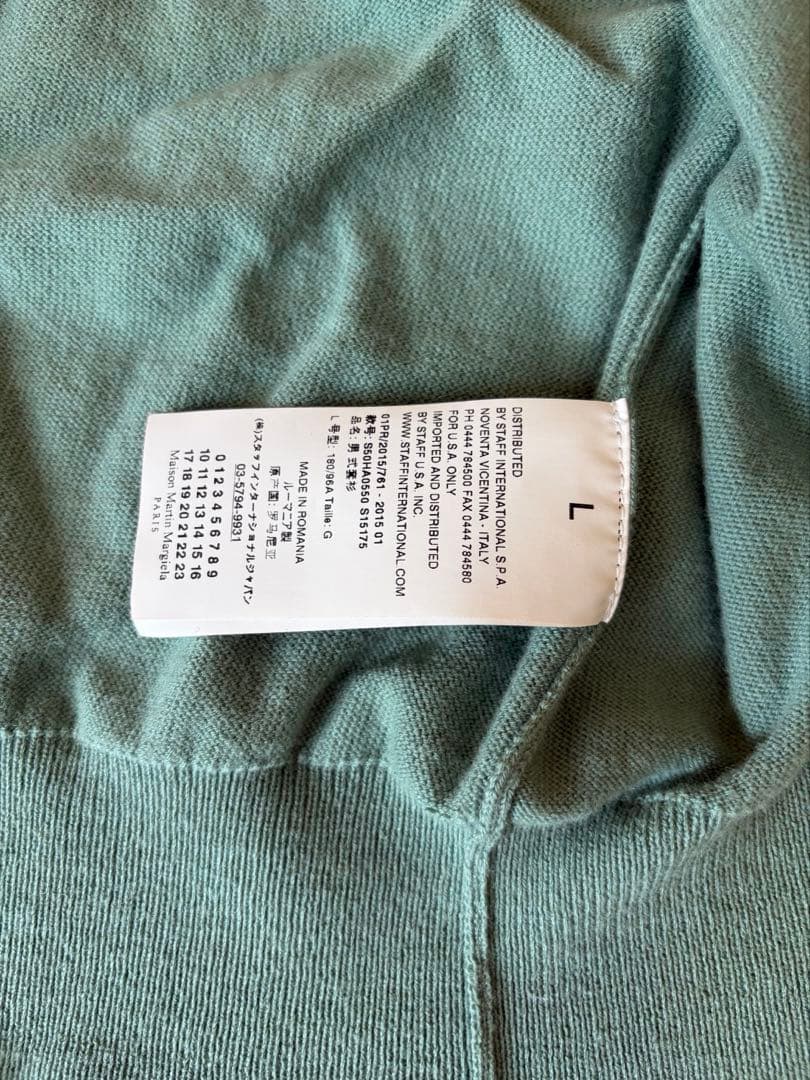 L
DISTRIBUTED
BY STAFF INTERNATIONAL S.P.A.
NOVENTA VICENTINA - ITALY
PH 0444 784500 FAX 0444 784580
FOR U.S.A. ONLY
IMPORTED AND DISTRIBUTED
BY STAFF U.S.A. INC.
WWW.STAFFINTERNATIONAL.COM
01PR/2015/761 - 2015 01
款号: S50HA0550 S15175
品名: 男式套衫
L 号型: 180/96A Taille: G
MADE IN ROMANIA
ルーマニア製
原产国: 罗马尼亚
(株)スタッフインターナショナルジャパン
03-5794-9931
0 1 2 3 4 5 6 7 8 9
10 11 12 13 14 15 16
17 18 19 20 21 22 23
Maison Martin Margiela
PARIS